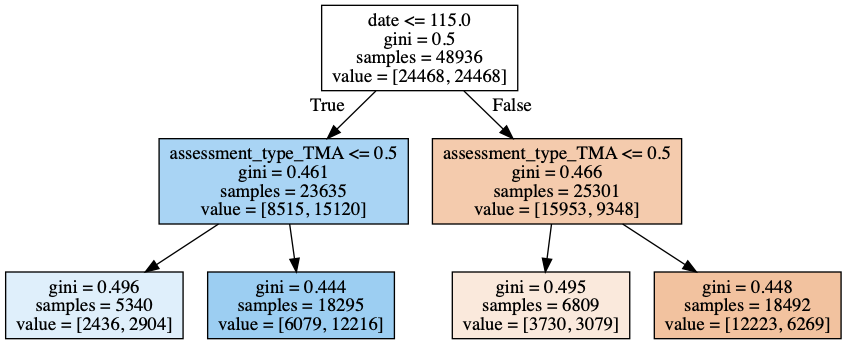 date <= 115.0
gini = 0.5
samples = 48936
value = [24468, 24468]
True
False
assessment_type_TMA <= 0.5
gini = 0.461
samples = 23635
value = [8515, 15120]
assessment_type_TMA <= 0.5
gini = 0.466
samples = 25301
value = [15953, 9348]
gini = 0.496
samples = 5340
value = [2436, 2904]
gini = 0.444
samples = 18295
value = [6079, 12216]
gini = 0.495
samples = 6809
value = [3730, 3079]
gini = 0.448
samples = 18492
value = [12223, 6269]